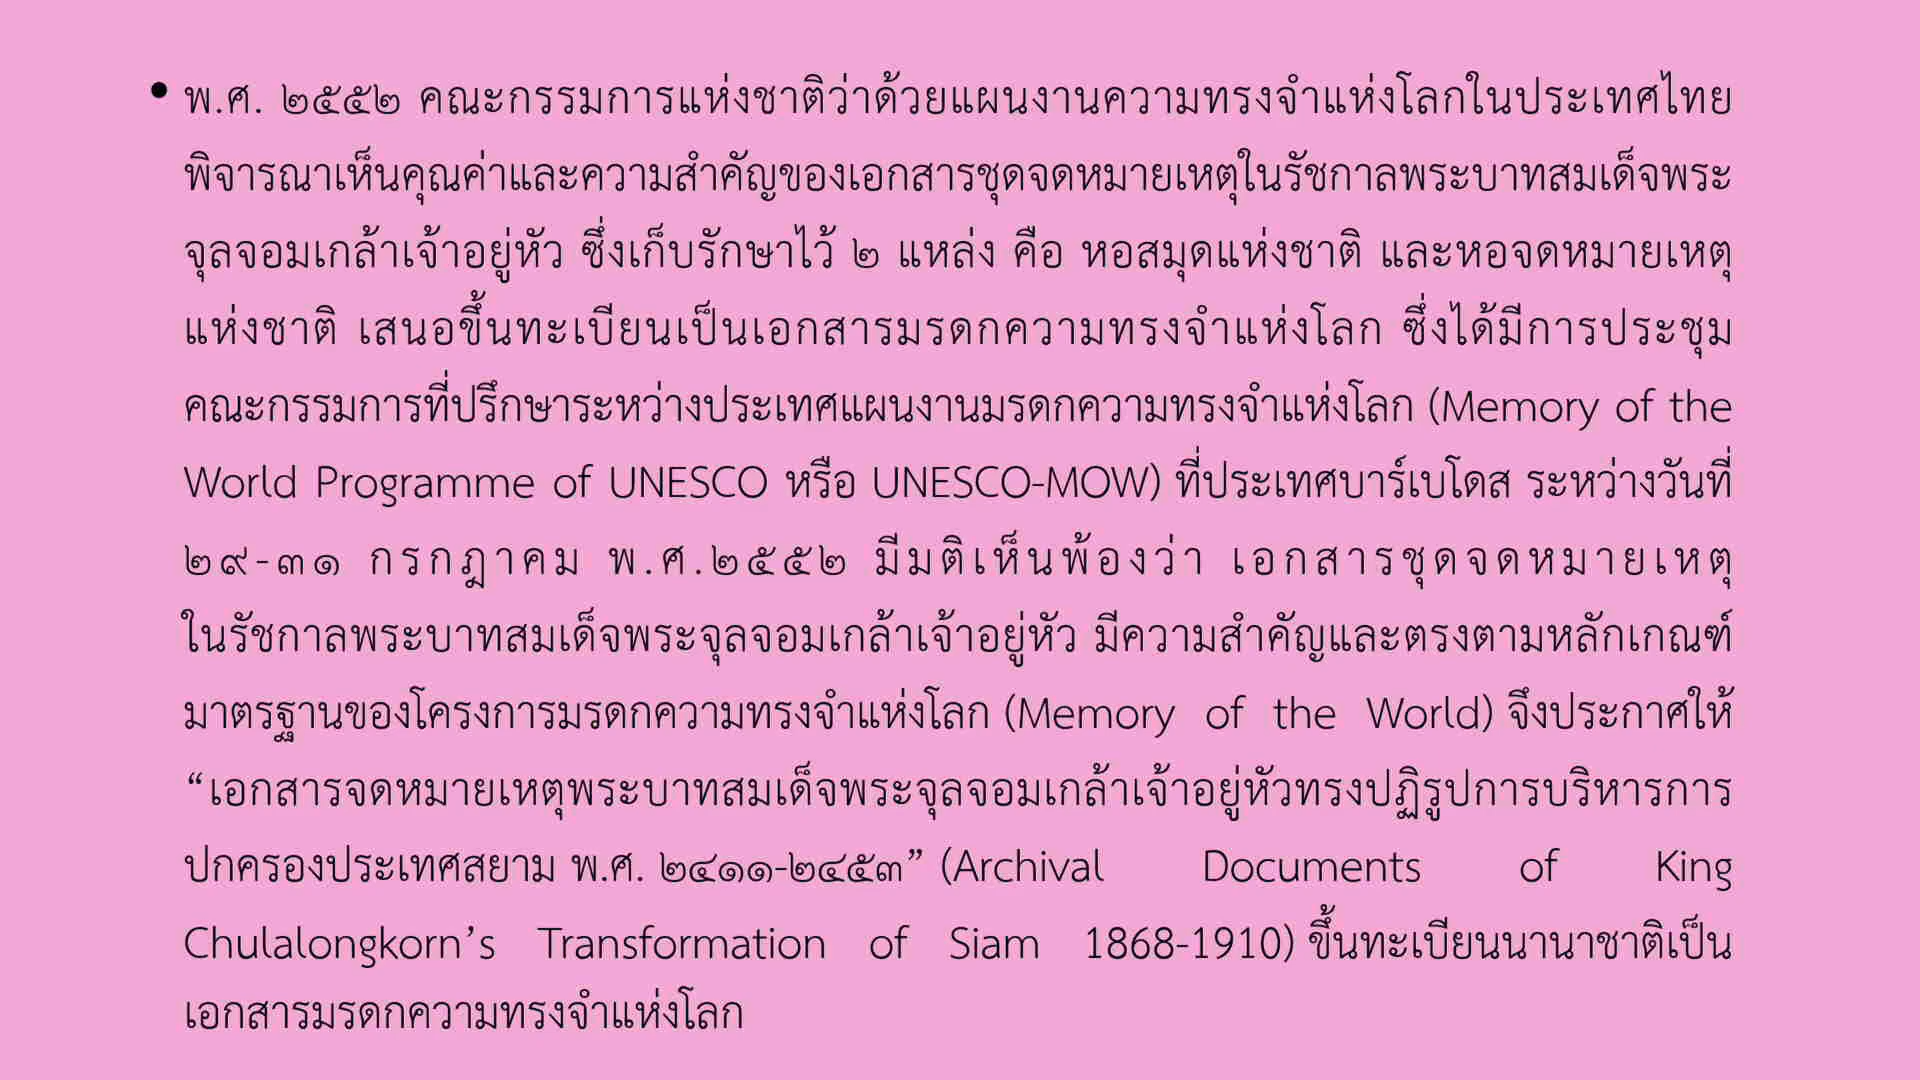 • พ.ศ. ๒๕๕๒ คณะกรรมการแห่งชาติว่าด้วยแผนงานความทรงจำแห่งโลกในประเทศไทย
พิจารณาเห็นคุณค่าและความสำคัญของเอกสารชุดจดหมายเหตุในรัชกาลพระบาทสมเด็จพระ
จุลจอมเกล้าเจ้าอยู่หัว ซึ่งเก็บรักษาไว้ ๒ แหล่ง คือ หอสมุดแห่งชาติ และหอจดหมายเหตุ
แห่งชาติ เสนอขึ้นทะเบียนเป็นเอกสารมรดกความทรงจำแห่งโลก ซึ่งได้มีการประชุม
คณะกรรมการที่ปรึกษาระหว่างประเทศแผนงานมรดกความทรงจำแห่งโลก (Memory of the
World Programme of UNESCO หรือ UNESCO-MOW) ที่ประเทศบาร์เบโดส ระหว่างวันที่
๒๙-๓๑ กรกฎาคม พ.ศ.๒๕๕๒ มีมติเห็นพ้องว่า เอกสารชุดจดหมายเหตุ
ในรัชกาลพระบาทสมเด็จพระจุลจอมเกล้าเจ้าอยู่หัว มีความสำคัญและตรงตามหลักเกณฑ์
มาตรฐานของโครงการมรดกความทรงจำแห่งโลก (Memory of the World) จึงประกาศให้
“เอกสารจดหมายเหตุพระบาทสมเด็จพระจุลจอมเกล้าเจ้าอยู่หัวทรงปฏิรูปการบริหารการ
ปกครองประเทศสยาม พ.ศ. ๒๔๑๑-๒๔๕๓” (Archival Documents of King
Chulalongkorn’s Transformation of Siam 1868-1910) ขึ้นทะเบียนนานาชาติเป็น
เอกสารมรดกความทรงจำแห่งโลก